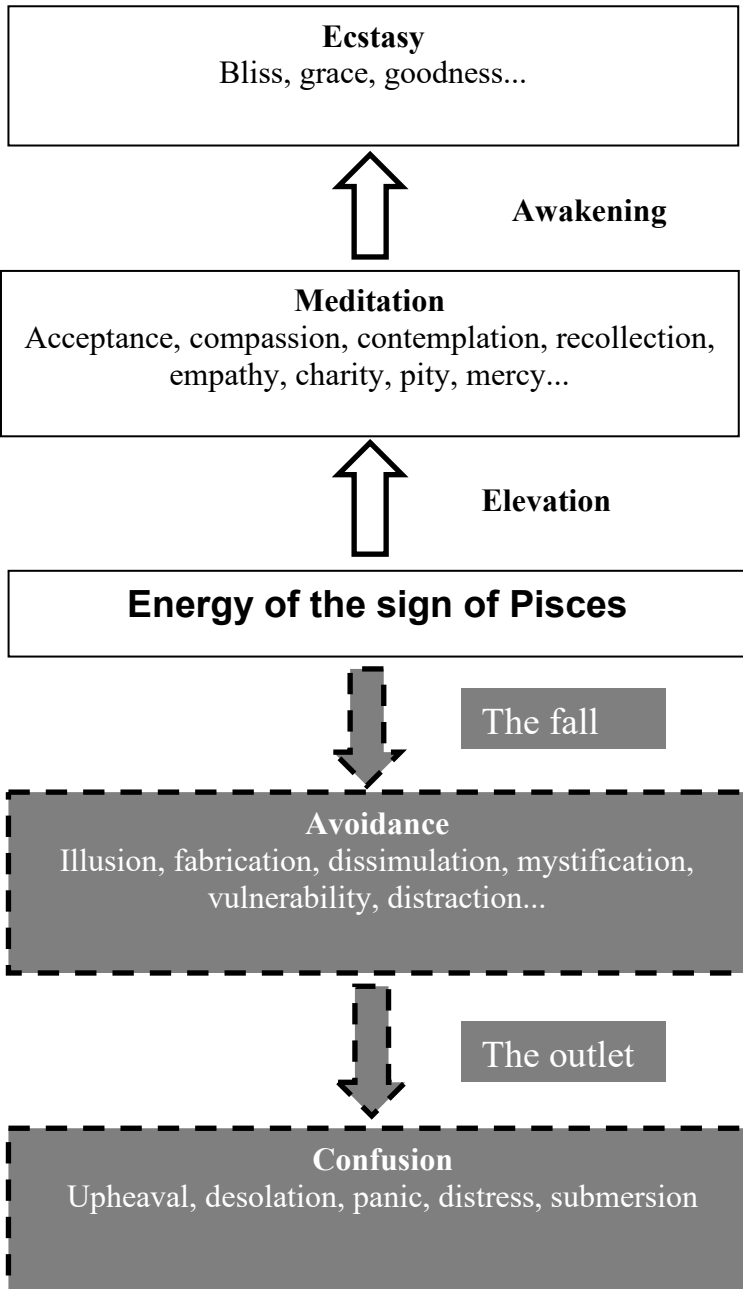 Ecstasy
Bliss, grace, goodness...
Awakening
Meditation
Acceptance, compassion, contemplation, recollection,
empathy, charity, pity, mercy...
Elevation
Energy of the sign of Pisces
The fall
Avoidance
Illusion, fabrication, dissimulation, mystification,
vulnerability, distraction...
The outlet
Confusion
Upheaval, desolation, panic, distress, submersion